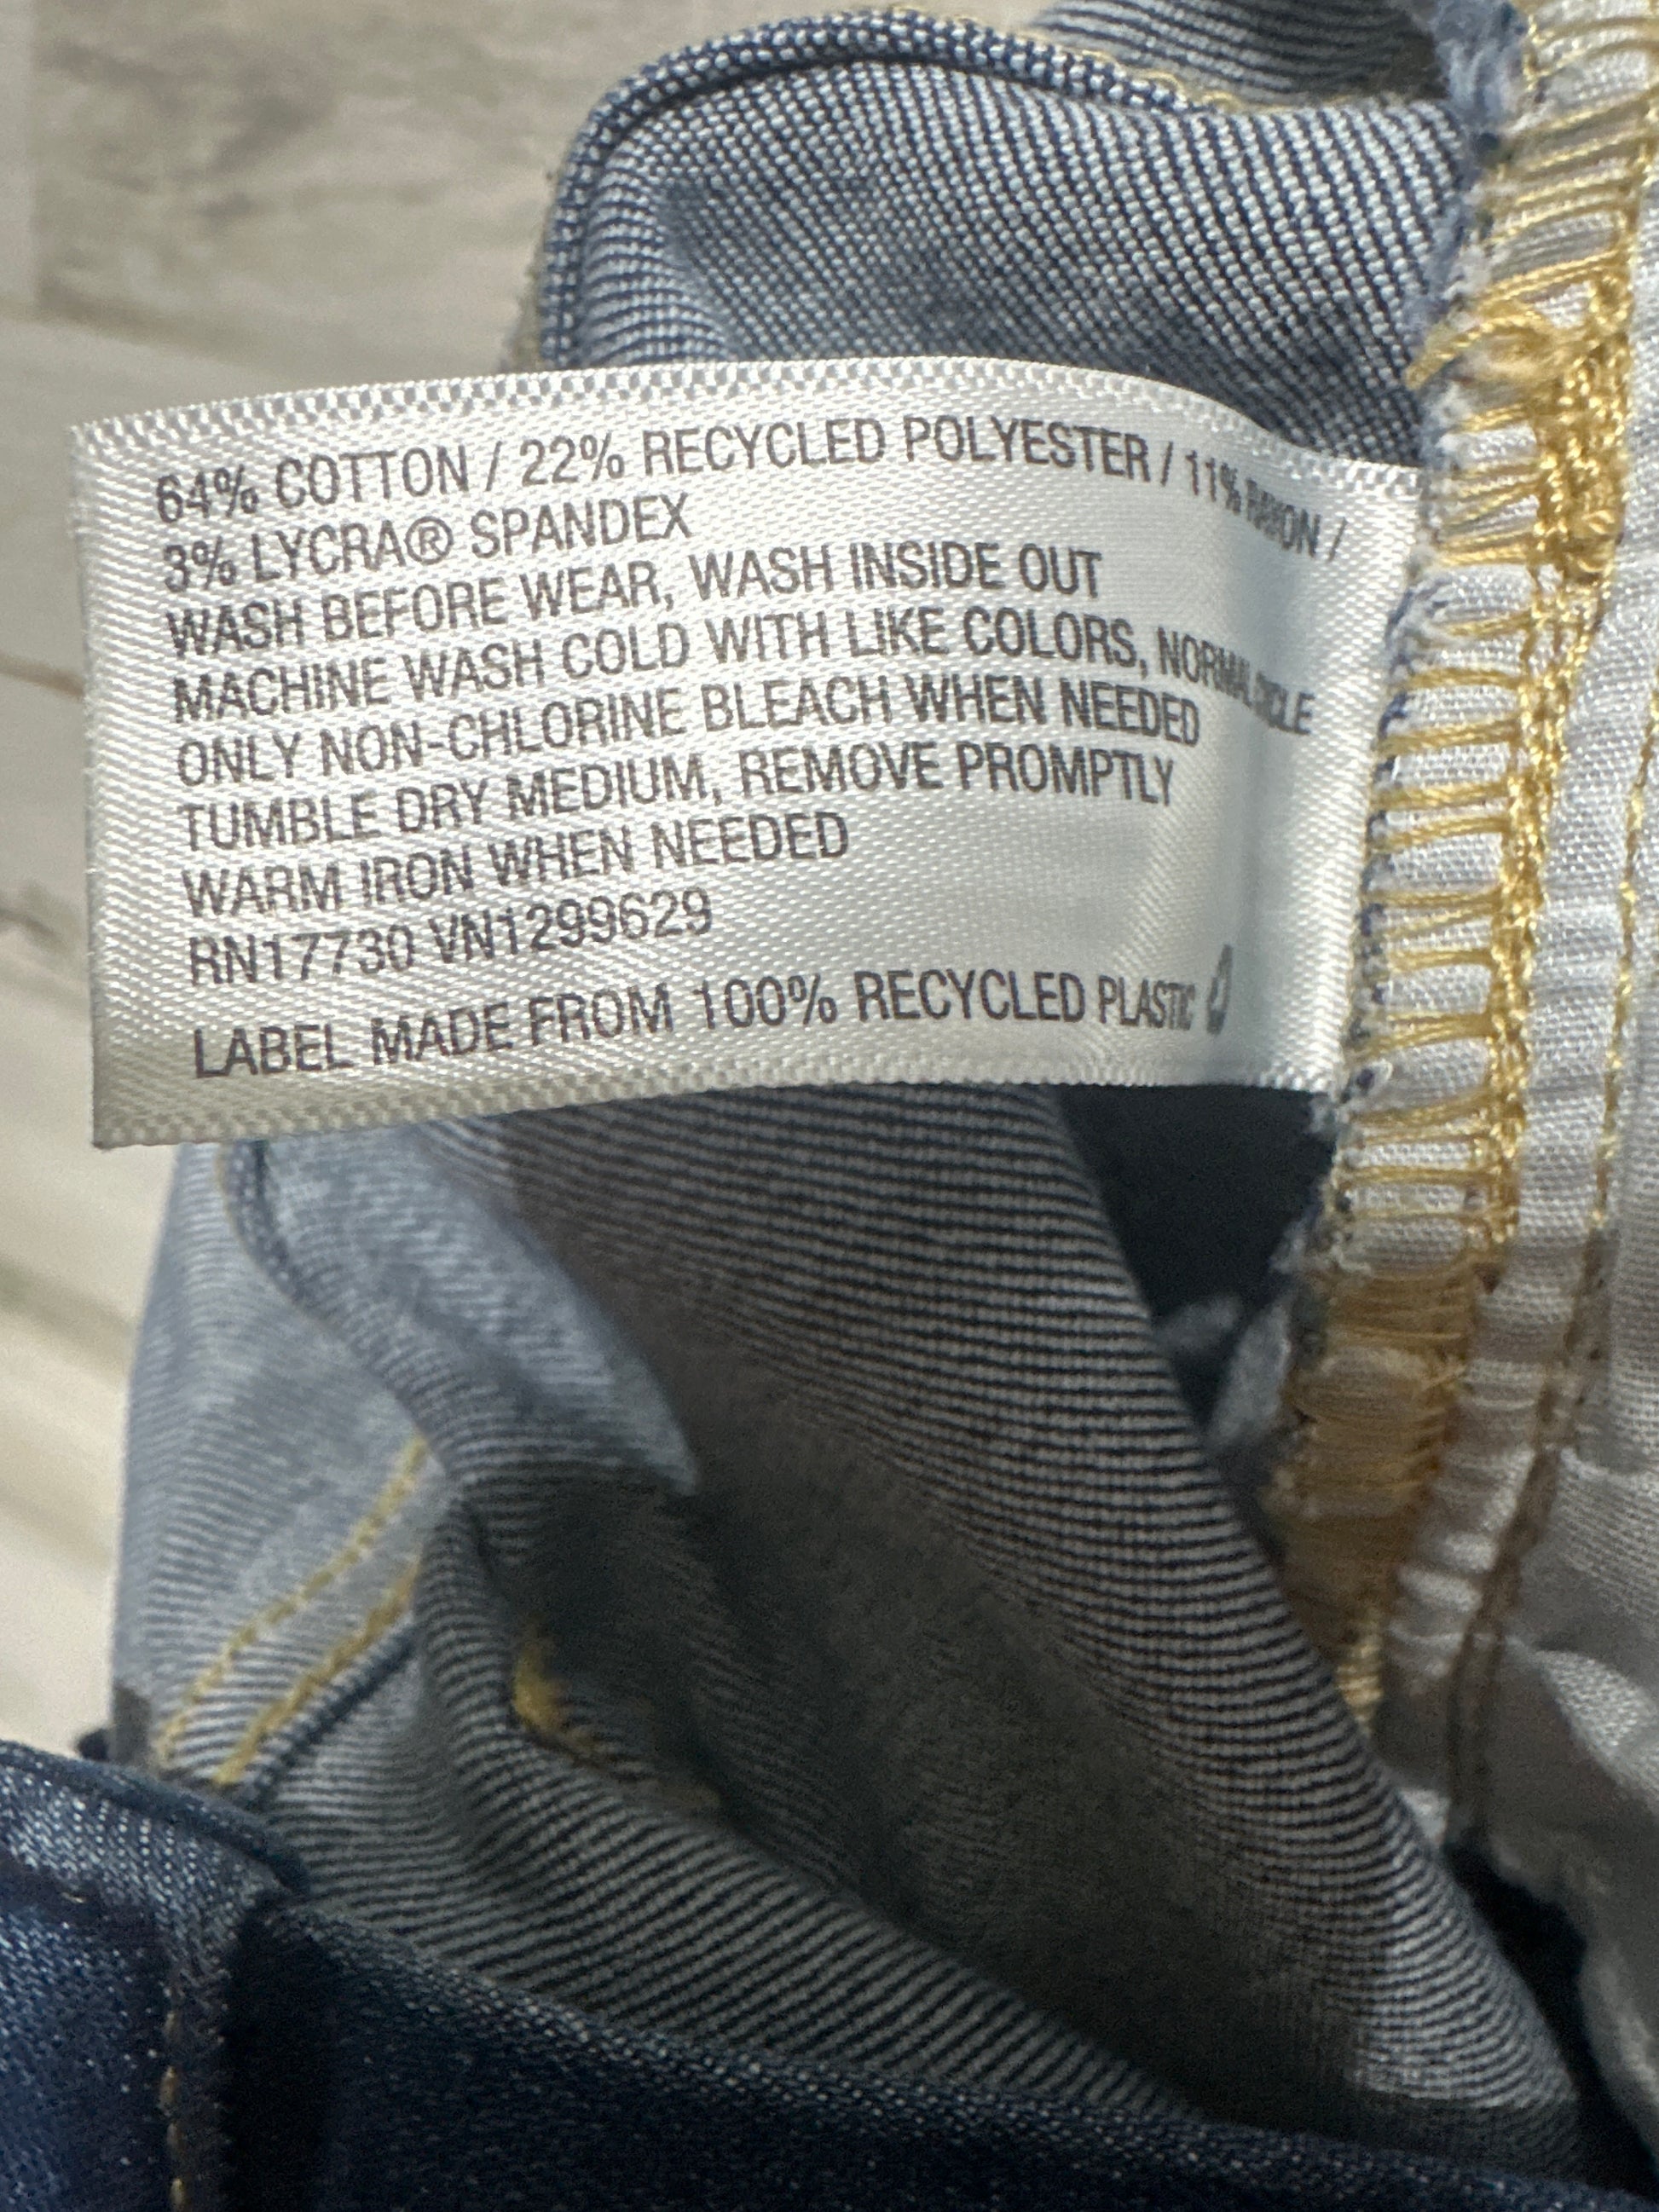 64% COTTON / 22% RECYCLED POLYESTER / 11% RAYON /
3% LYCRA® SPANDEX
WASH BEFORE WEAR, WASH INSIDE OUT
MACHINE WASH COLD WITH LIKE COLORS, NORMAL CYCLE
ONLY NON-CHLORINE BLEACH WHEN NEEDED
TUMBLE DRY MEDIUM, REMOVE PROMPTLY
WARM IRON WHEN NEEDED
RN17730 VN1299629
LABEL MADE FROM 100% RECYCLED PLASTIC